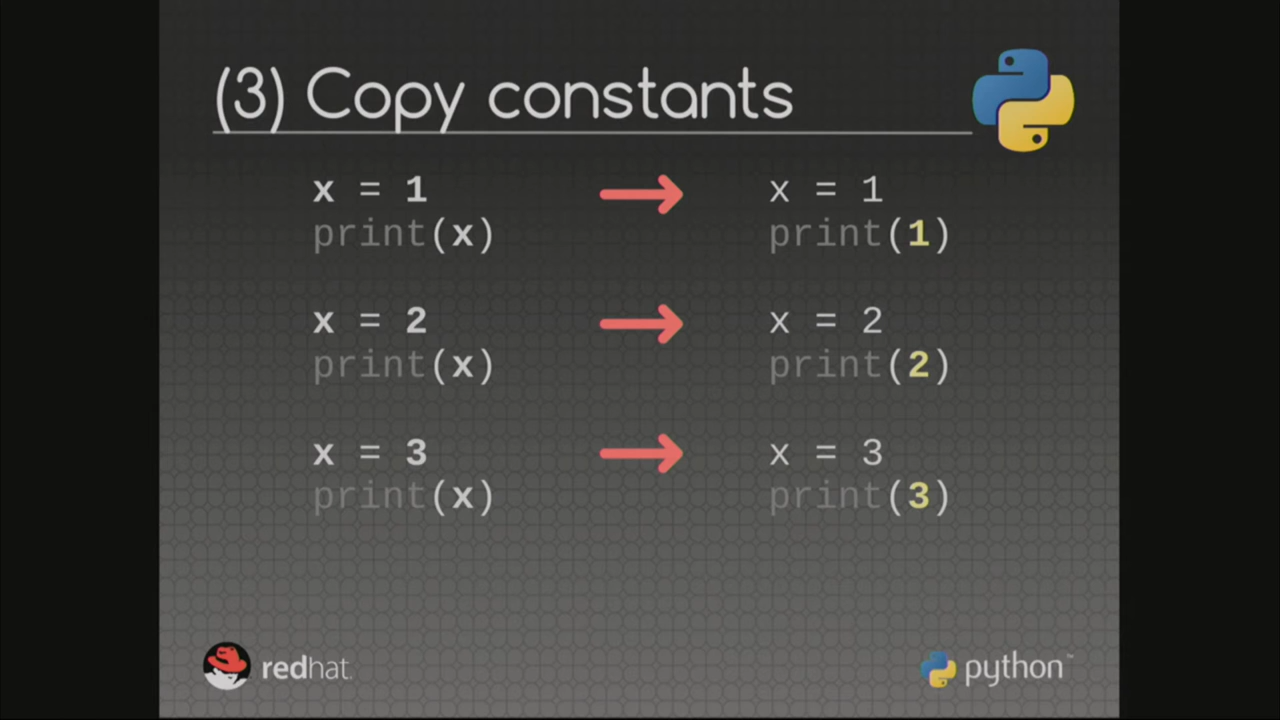 (3) Copy constants
x = 1 x = 1
print(x) print(1)
x = 2 x = 2
print(x) print(2)
x = 3 x = 3
print(x) print(3)
redhat. python™